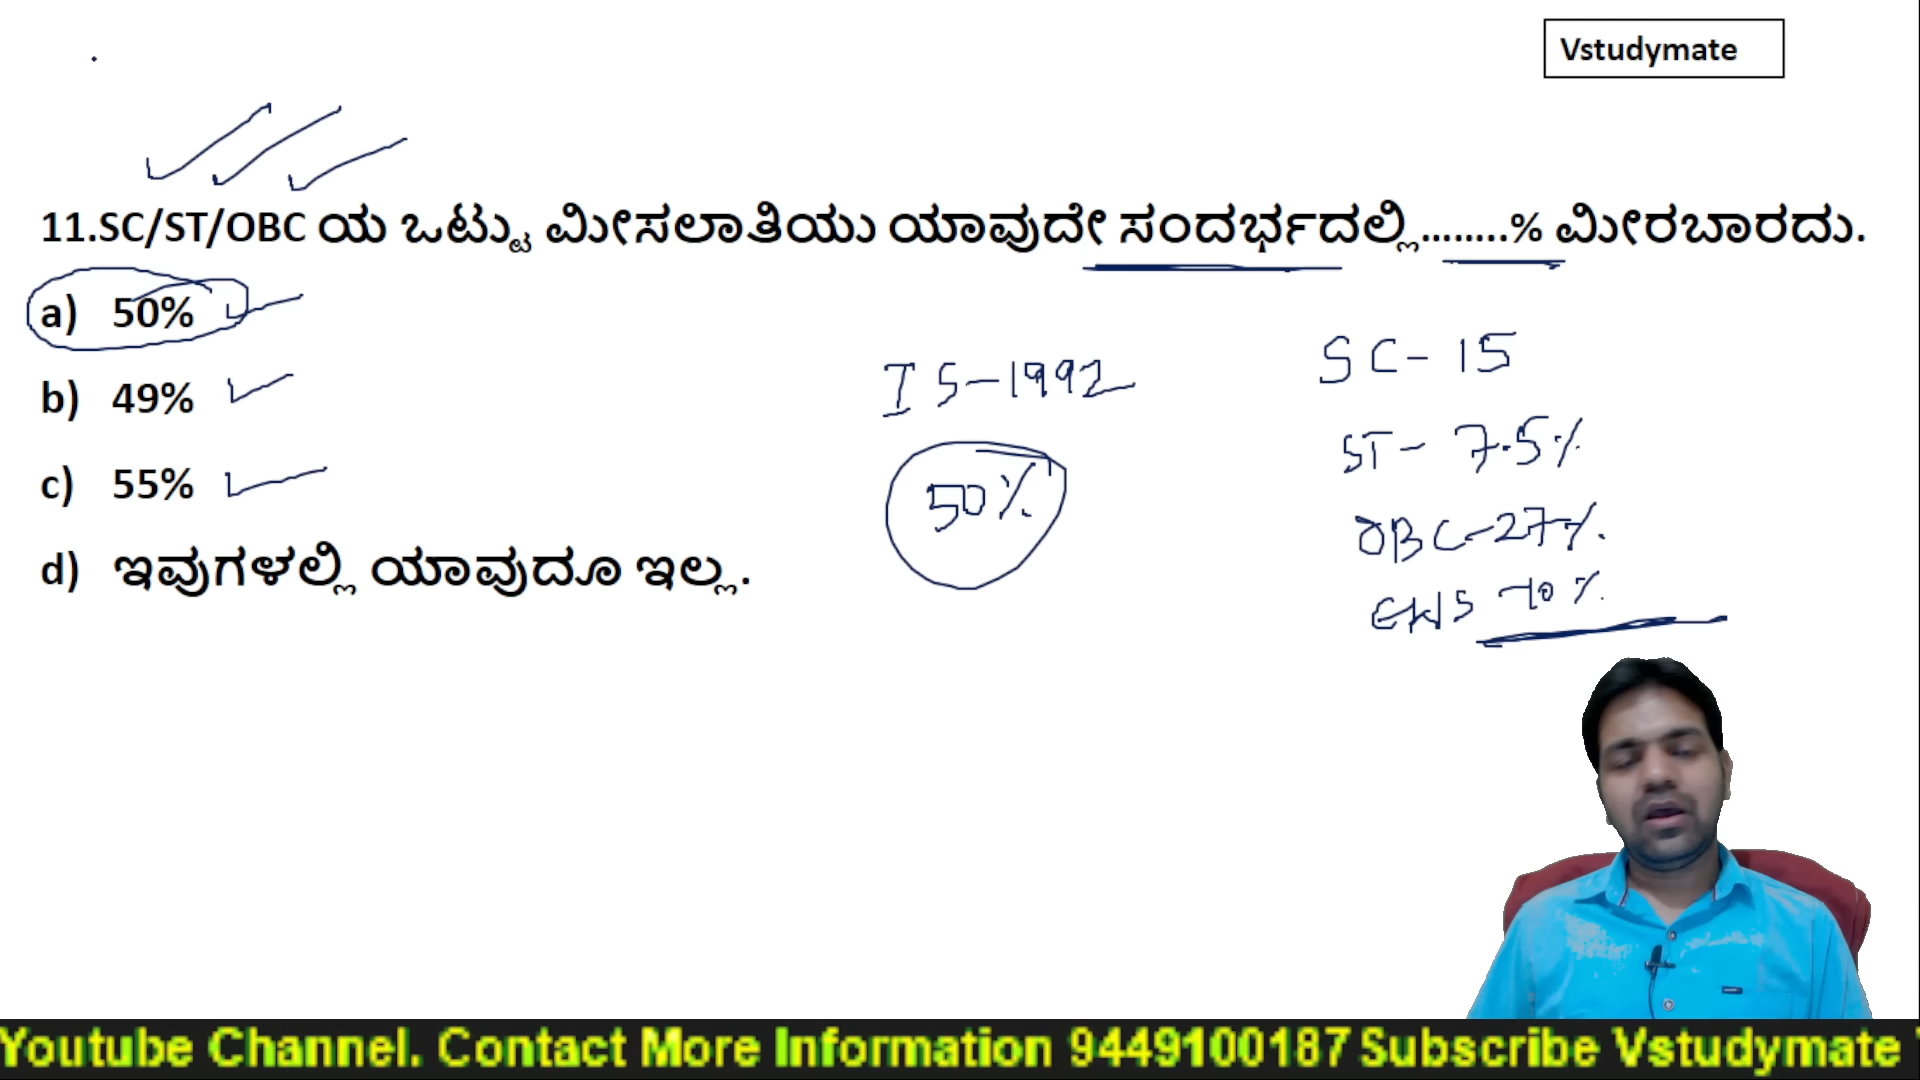 Vstudymate
11.SC/ST/OBC ಯ ಒಟ್ಟು ಮೀಸಲಾತಿಯು ಯಾವುದೇ ಸಂದರ್ಭದಲ್ಲಿ........% ಮೀರಬಾರದು.
a) 50%
b) 49%
c) 55%
d) ಇವುಗಳಲ್ಲಿ ಯಾವುದೂ ಇಲ್ಲ.
IS-1992
50%
SC-15
ST- 7.5%
OBC-27%.
EWS -10%.
Youtube Channel. Contact More Information 9449100187 Subscribe Vstudymate